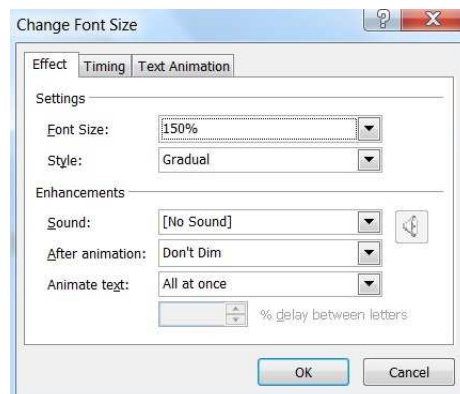 Change Font Size
Effect Timing Text Animation
Settings
Font Size: 150%
Style: Gradual
Enhancements
Sound: [No Sound]
After animation: Don't Dim
Animate text: All at once
% delay between letters
OK Cancel